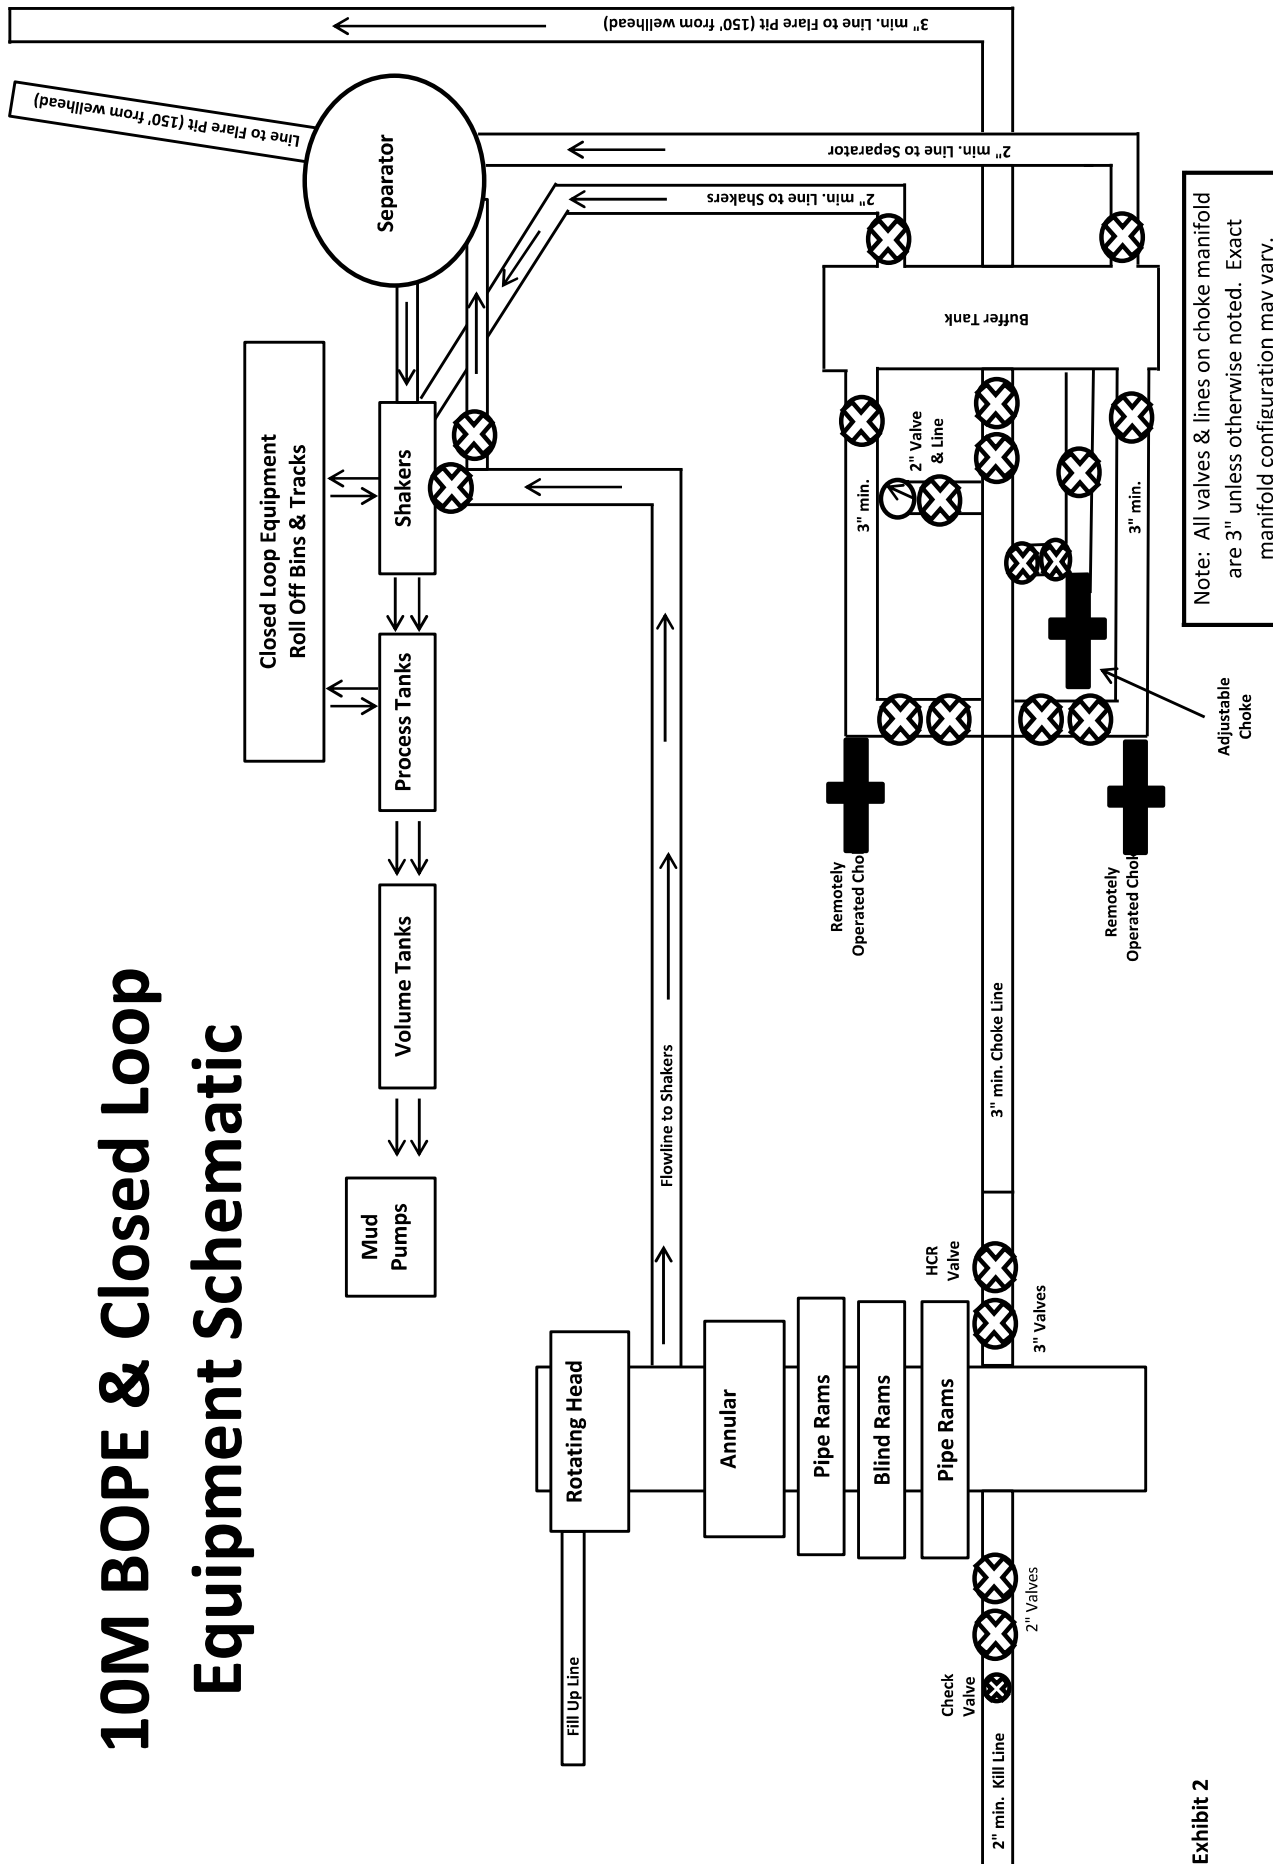 10M BOPE & Closed Loop
Equipment Schematic
Closed Loop Equipment
Roll Off Bins & Tracks
Mud
Pumps
Volume Tanks
Process Tanks
Shakers
Separator
Line to Flare Pit (150' from wellhead)
3" min. Line to Flare Pit (150' from wellhead)
2" min. Line to Separator
2" min. Line to Shakers
Fill Up Line
Rotating Head
Flowline to Shakers
Annular
Pipe Rams
Blind Rams
Pipe Rams
2" min. Kill Line
Check
Valve
2" Valves
HCR
Valve
3" Valves
3" min. Choke Line
Remotely
Operated
Remotely
Operated
3" min.
2" Valve
& Line
3" min.
Adjustable
Choke
Buffer Tank
Note: All valves & lines on choke manifold
are 3" unless otherwise noted. Exact
manifold configuration may vary.
Exhibit 2